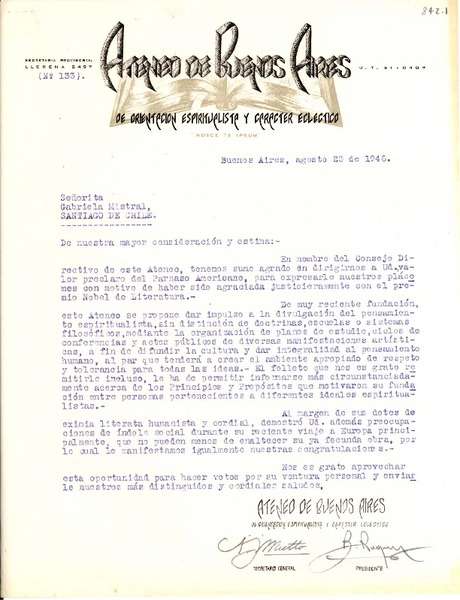 842.1
ATENEO DE BUENOS AIRES
SECRETARIA PROVISORIA
LLERENA 2497
(Nº 133).
DE ORIENTACION ESPIRITUALISTA Y CARACTER ECLECTICO
"NOSCE TE IPSUM"
Buenos Aires, agosto 23 de 1946.
Señorita
Gabriela Mistral,
SANTIAGO DE CHILE.
De nuestra mayor consideración y estima:-
En nombre del Consejo Di-
rectivo de este Ateneo, tenemos sumo agrado en dirigirnos a Ud.va-
lor preclaro del Parnaso Americano, para expresarle nuestros pláce
mes con motivo de haber sido agraciada justicieramente con el pre-
mio Nobel de Literatura.-
De muy reciente fundación,
este Ateneo se propone dar impulso a la divulgación del pensamien-
to espiritualista,sin distinción de doctrinas,escuelas o sistemas
filosóficos,mediante la organización de planes de estudio,ciclos de
conferencias y actos públicos de diversas manifestaciones artísti-
cas, a fin de difundir la cultura y dar integralidad al pensamiento
humano, al par que tenderá a crear el ambiente apropiado de respeto
y tolerancia para todas las ideas.- El folleto que nos es grato re
mitirle incluso, le ha de permitir informarse más circunstanciada-
mente acerca de los Principios y Propósitos que motivaron su funda
ción entre personas pertenecientes a diferentes ideales espiritua-
listas.-
Al margen de sus dotes de
eximia literata humanista y cordial, demostró Ud. además preocupa-
ciones de índole social durante su reciente viaje a Europa princi-
palmente, que no pueden menos de enaltecer su ya fecunda obra, por
lo cual le manifestamos igualmente nuestras congratulaciones.-
Nos es grato aprovechar
esta oportunidad para hacer votos por su ventura personal y enviar
le nuestros más distinguidos y cordiales saludos,
ATENEO DE BUENOS AIRES
DE ORIENTACION ESPIRITUALISTA Y CARACTER ECLECTICO
SECRETARIO GENERAL
PRESIDENTE